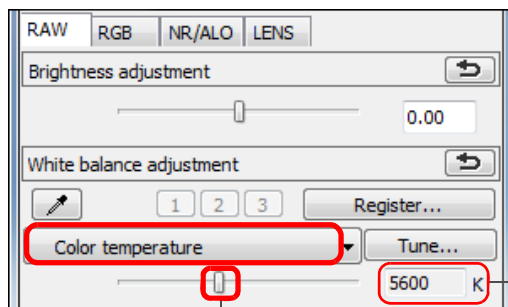 RAW RGB NR/ALO LENS
Brightness adjustment
0.00
White balance adjustment
1 2 3 Register...
Color temperature Tune...
5600 K